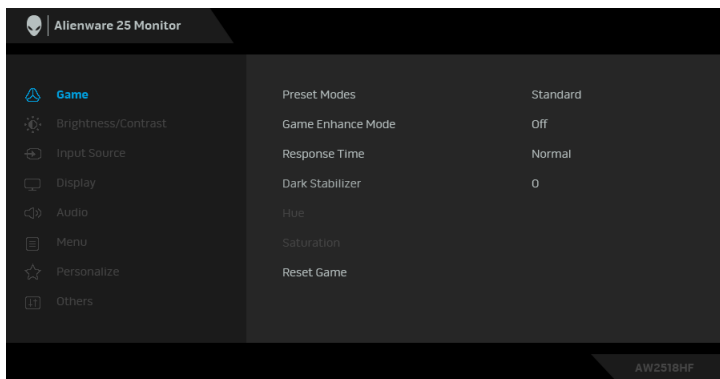 Alienware 25 Monitor
Game
Preset Modes Standard
Brightness/Contrast
Game Enhance Mode Off
Input Source
Response Time Normal
Display
Dark Stabilizer 0
Audio
Hue
Menu
Saturation
Personalize
Reset Game
Others
AW2518HF